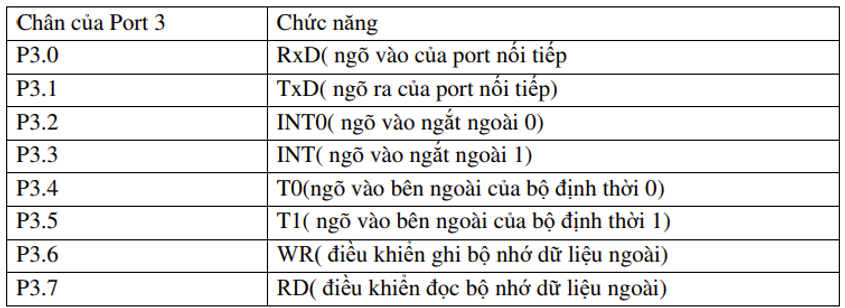 Chân của Port 3 Chức năng
P3.0 RxD( ngõ vào của port nối tiếp
P3.1 TxD( ngõ ra của port nối tiếp)
P3.2 INT0( ngõ vào ngắt ngoài 0)
P3.3 INT( ngõ vào ngắt ngoài 1)
P3.4 T0(ngõ vào bên ngoài của bộ định thời 0)
P3.5 T1( ngõ vào bên ngoài của bộ định thời 1)
P3.6 WR( điều khiển ghi bộ nhớ dữ liệu ngoài)
P3.7 RD( điều khiển đọc bộ nhớ dữ liệu ngoài)